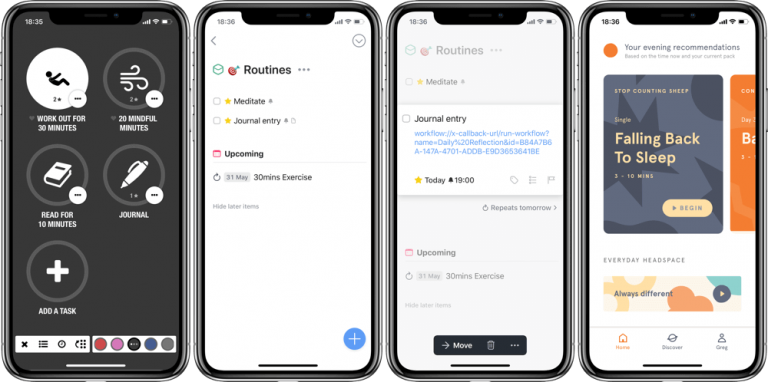 18:35
2★
2★
WORK OUT FOR
30 MINUTES
20 MINDFUL
MINUTES
1★
READ FOR
10 MINUTES
JOURNAL
ADD A TASK
18:36
Routines
Meditate
Journal entry
Upcoming
31 May 30mins Exercise
Hide later items
18:36
Routines
Meditate
Journal entry
workflow://x-callback-url/run-workflow?
name=Daily%20Reflection&id=BB4A7B6
A-147A-4701-ADDB-E9D3653641BE
Today 19:00
Repeats tomorrow >
Upcoming
31 May 30mins Exercise
Hide later items
Move
18:36
Your evening recommendations
Based on the time now and your current pack
STOP COUNTING SHEEP
Single
Falling Back
To Sleep
3 – 10 MINS
BEGIN
CON
Day
3 –
EVERYDAY HEADSPACE
Always different
Home
Discover
Greg